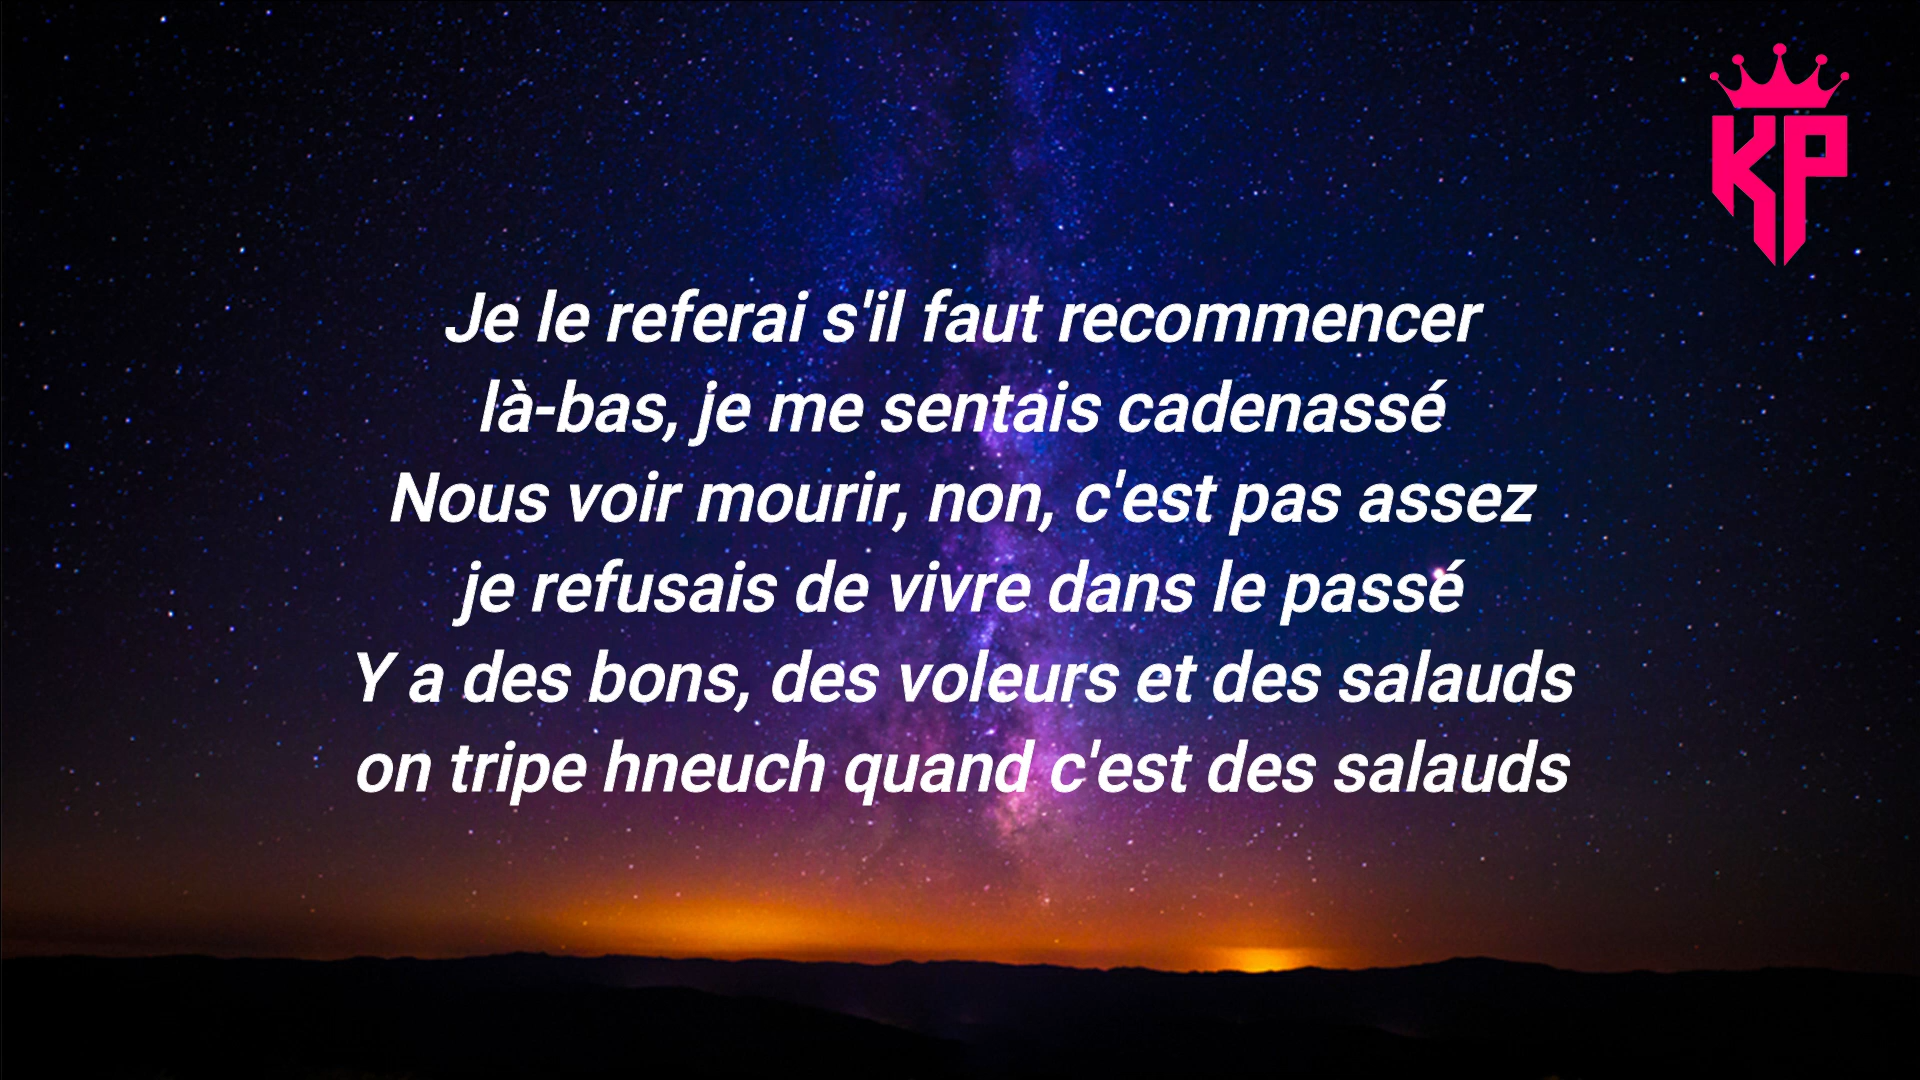 KP
Je le referai s'il faut recommencer
là-bas, je me sentais cadenassé
Nous voir mourir, non, c'est pas assez
je refusais de vivre dans le passé
Y a des bons, des voleurs et des salauds
on tripe hneuch quand c'est des salauds